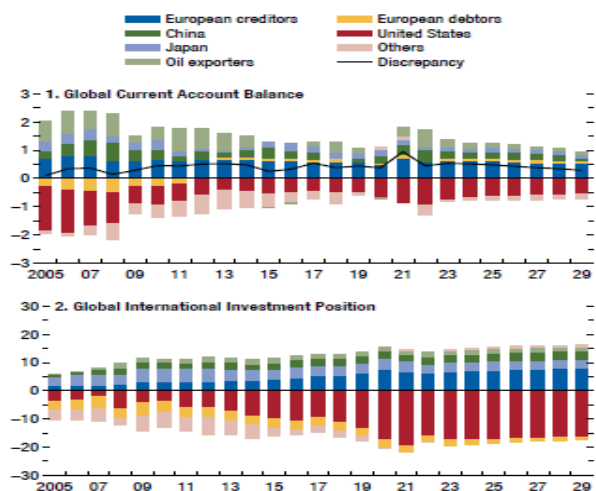 European creditors European debtors
China United States
Japan Others
Oil exporters Discrepancy
3 – 1. Global Current Account Balance
2
1
0
–1
–2
–3
2005 07 09 11 13 15 17 19 21 23 25 27 29
30 – 2. Global International Investment Position
20
10
0
–10
–20
–30
2005 07 09 11 13 15 17 19 21 23 25 27 29